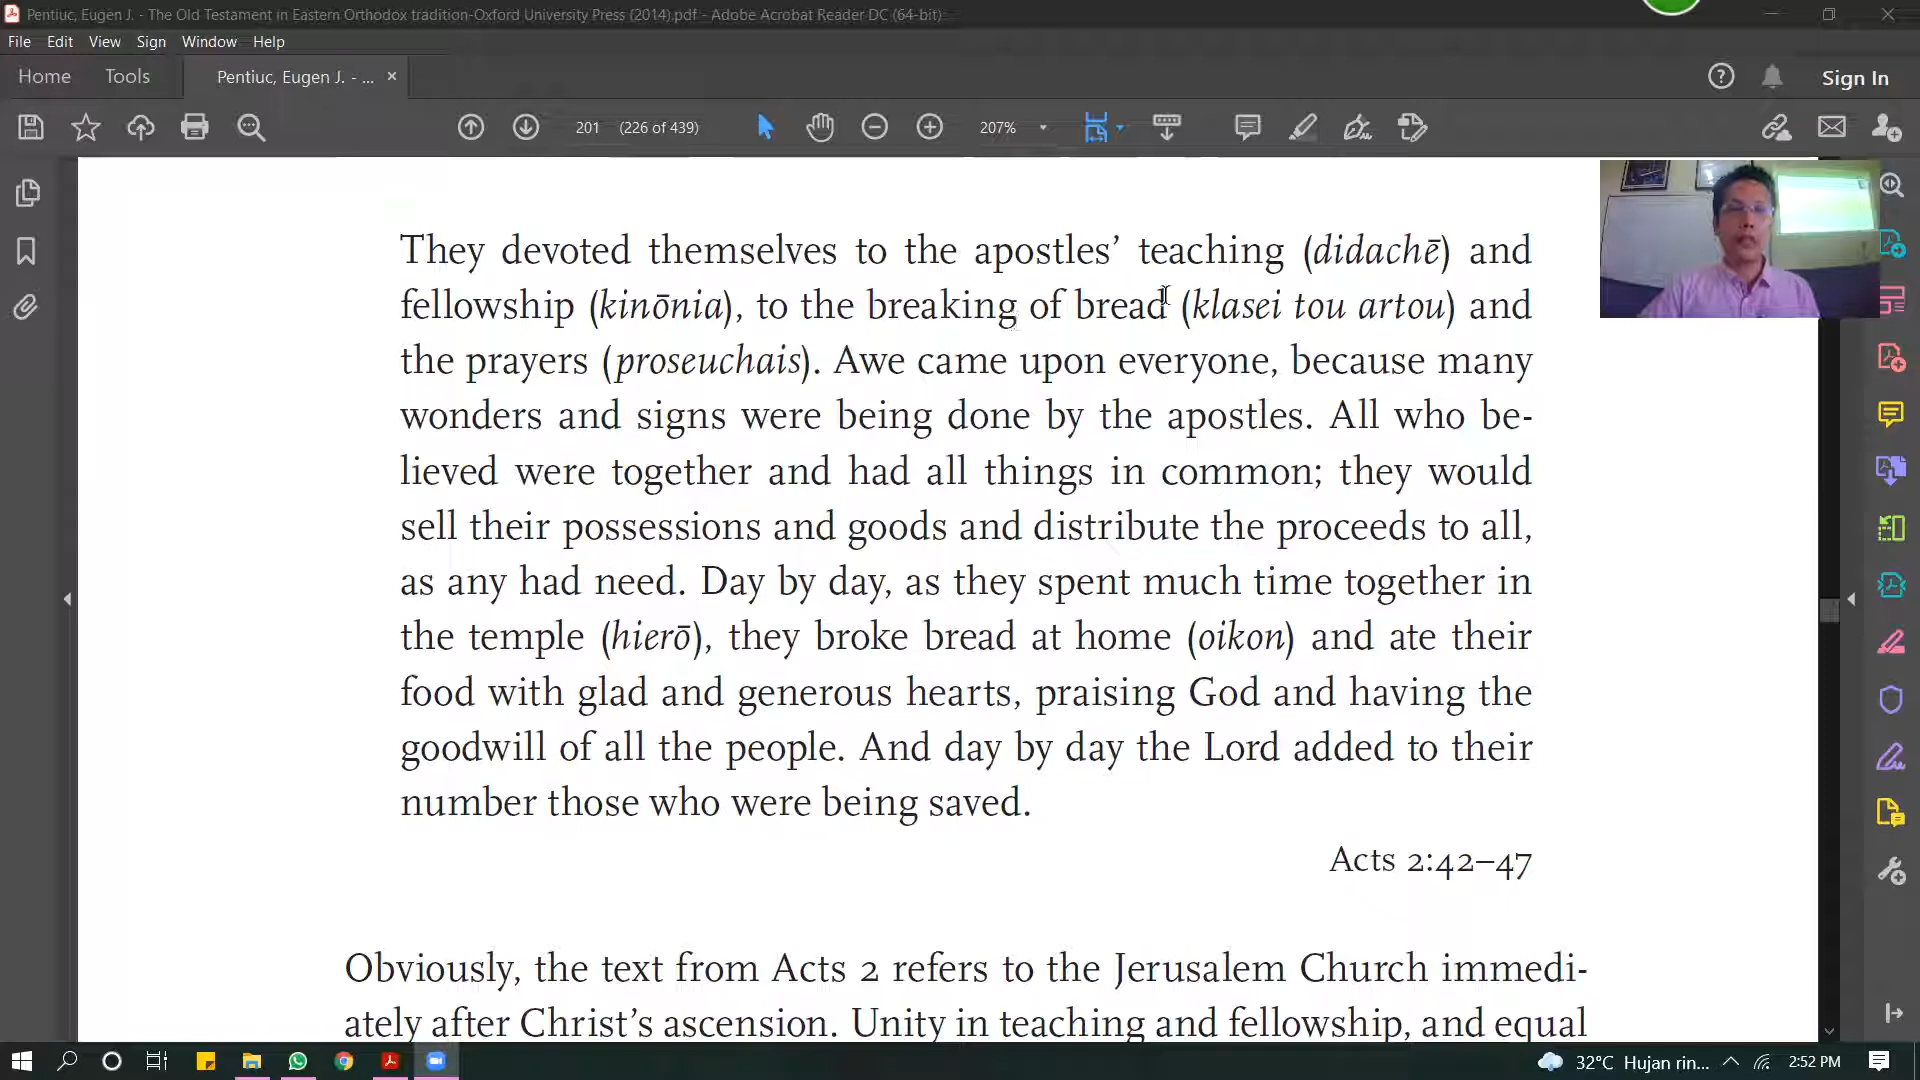 Pentiuc, Eugen J. - The Old Testament in Eastern Orthodox tradition-Oxford University Press (2014).pdf - Adobe Acrobat Reader DC (64-bit)
File Edit View Sign Window Help
Home Tools Pentiuc, Eugen J. - ... × Sign In
201 (226 of 439) 207%
They devoted themselves to the apostles’ teaching (didachē) and
fellowship (kinōnia), to the breaking of bread (klasei tou artou) and
the prayers (proseuchais). Awe came upon everyone, because many
wonders and signs were being done by the apostles. All who be-
lieved were together and had all things in common; they would
sell their possessions and goods and distribute the proceeds to all,
as any had need. Day by day, as they spent much time together in
the temple (hierō), they broke bread at home (oikon) and ate their
food with glad and generous hearts, praising God and having the
goodwill of all the people. And day by day the Lord added to their
number those who were being saved.
Acts 2:42–47
Obviously, the text from Acts 2 refers to the Jerusalem Church immedi-
ately after Christ’s ascension. Unity in teaching and fellowship, and equal
32°C Hujan rin... 2:52 PM